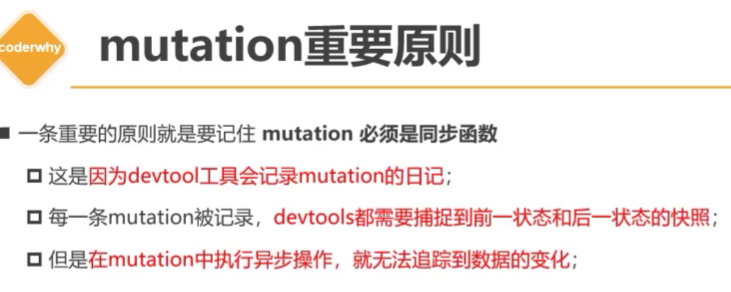 coderwhy
mutation重要原则
一条重要的原则就是要记住 mutation 必须是同步函数
这是因为devtool工具会记录mutation的日记；
每一条mutation被记录，devtools都需要捕捉到前一状态和后一状态的快照；
但是在mutation中执行异步操作，就无法追踪到数据的变化；